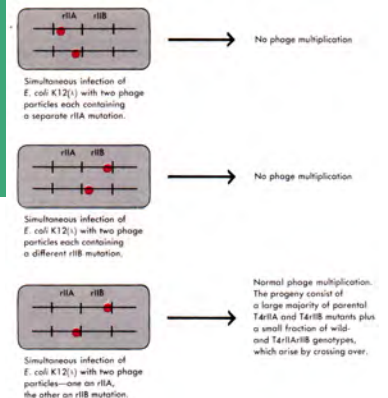 rIIA rIIB
No phage multiplication
Simultaneous infection of
E. coli K12(λ) with two phage
particles each containing
a separate rIIA mutation.
rIIA rIIB
No phage multiplication
Simultaneous infection of
E. coli K12(λ) with two phage
particles each containing
a different rIIB mutation.
rIIA rIIB
Normal phage multiplication.
The progeny consist of
a large majority of parental
T4rIIA and T4rIIB mutants plus
a small fraction of wild-
and T4rIIArIIB genotypes,
which arise by crossing over.
Simultaneous infection of
E. coli K12(λ) with two phage
particles—one an rIIA,
the other an rIIB mutation.